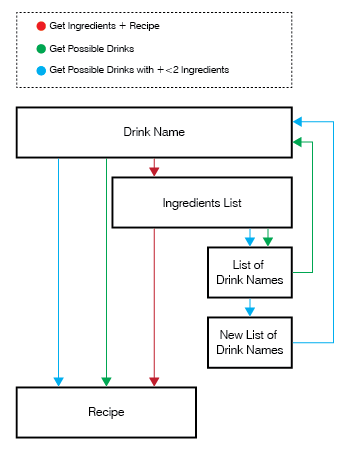 Get Ingredients + Recipe
Get Possible Drinks
Get Possible Drinks with +<2 Ingredients
Drink Name
Ingredients List
List of
Drink Names
New List of
Drink Names
Recipe